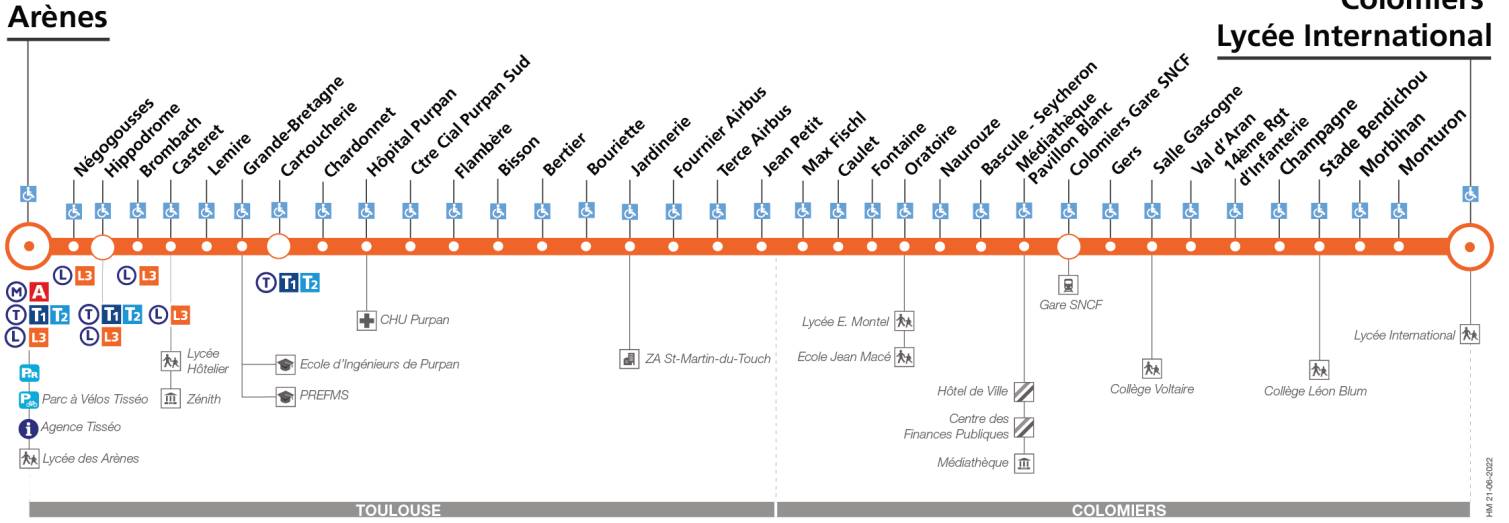 Arènes
Colomiers
Lycée International
Négogousses
Hippodrome
Brombach
Casteret
Lemire
Grande-Bretagne
Cartoucherie
Chardonnet
Hôpital Purpan
Ctre Cial Purpan Sud
Flambère
Bisson
Bertier
Bouriette
Jardinerie
Fournier Airbus
Terce Airbus
Jean Petit
Max Fischl
Caulet
Fontaine
Oratoire
Naurouze
Bascule - Seycheron
Médiathèque
Pavillon Blanc
Colomiers Gare SNCF
Gers
Salle Gascogne
Val d'Aran
14ème Rgt
d'Infanterie
Champagne
Stade Bendichou
Morbihan
Monturon
L L3
L L3
M A
T T1 T2
L L3
T T1 T2
L L3
L L3
T T1 T2
P+R
P
Parc à Vélos Tisséo
i Agence Tisséo
Lycée des Arènes
Lycée
Hôtelier
Zénith
Ecole d'Ingénieurs de Purpan
PREFMS
CHU Purpan
ZA St-Martin-du-Touch
Lycée E. Montel
Ecole Jean Macé
Hôtel de Ville
Centre des
Finances Publiques
Médiathèque
Gare SNCF
Collège Voltaire
Collège Léon Blum
Lycée International
TOULOUSE
COLOMIERS
HM 21-06-2022